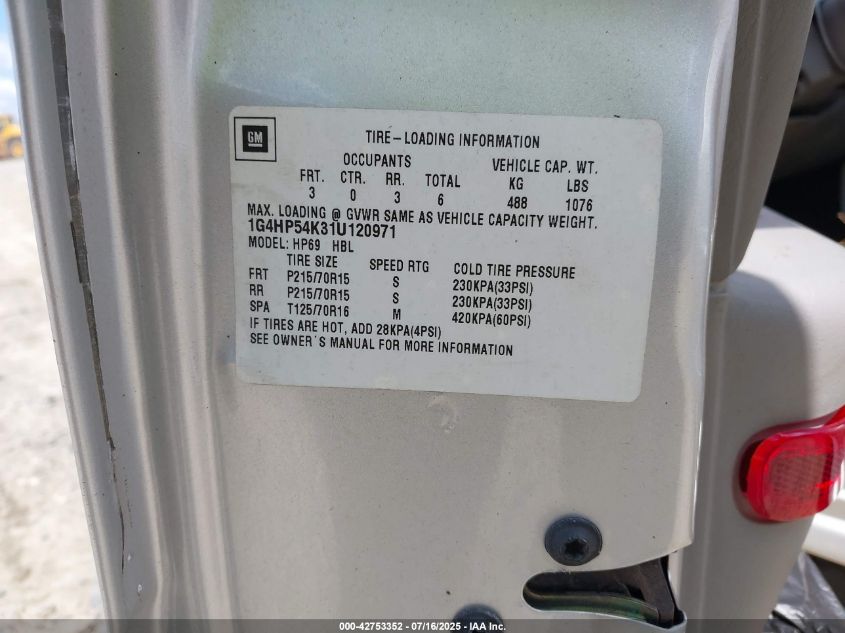 GM
TIRE-LOADING INFORMATION
OCCUPANTS VEHICLE CAP. WT.
FRT. CTR. RR. TOTAL KG LBS
3 0 3 6 488 1076
MAX. LOADING @ GVWR SAME AS VEHICLE CAPACITY WEIGHT.
1G4HP54K31U120971
MODEL: HP69 HBL
TIRE SIZE SPEED RTG COLD TIRE PRESSURE
FRT P215/70R15 S 230KPA(33PSI)
RR P215/70R15 S 230KPA(33PSI)
SPA T125/70R16 M 420KPA(60PSI)
IF TIRES ARE HOT, ADD 28KPA(4PSI)
SEE OWNER'S MANUAL FOR MORE INFORMATION
000-42753352 - 07/16/2025 - IAA Inc.